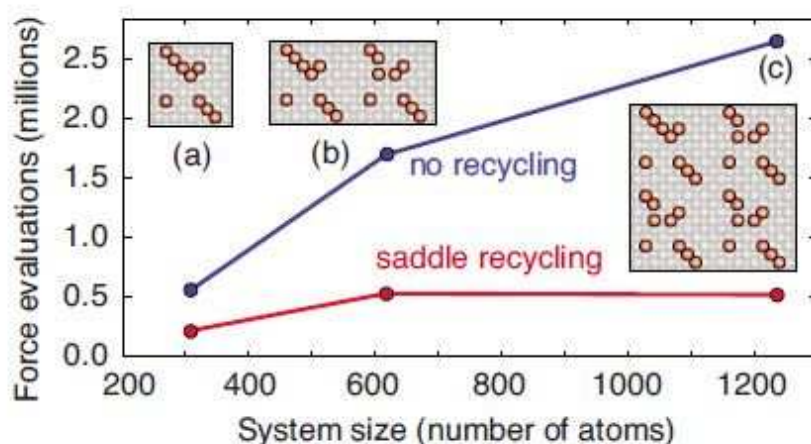 Force evaluations (millions)
2.5
2.0
1.5
1.0
0.5
0.0
(a)
(b)
(c)
no recycling
saddle recycling
200
400
600
800
1000
1200
System size (number of atoms)